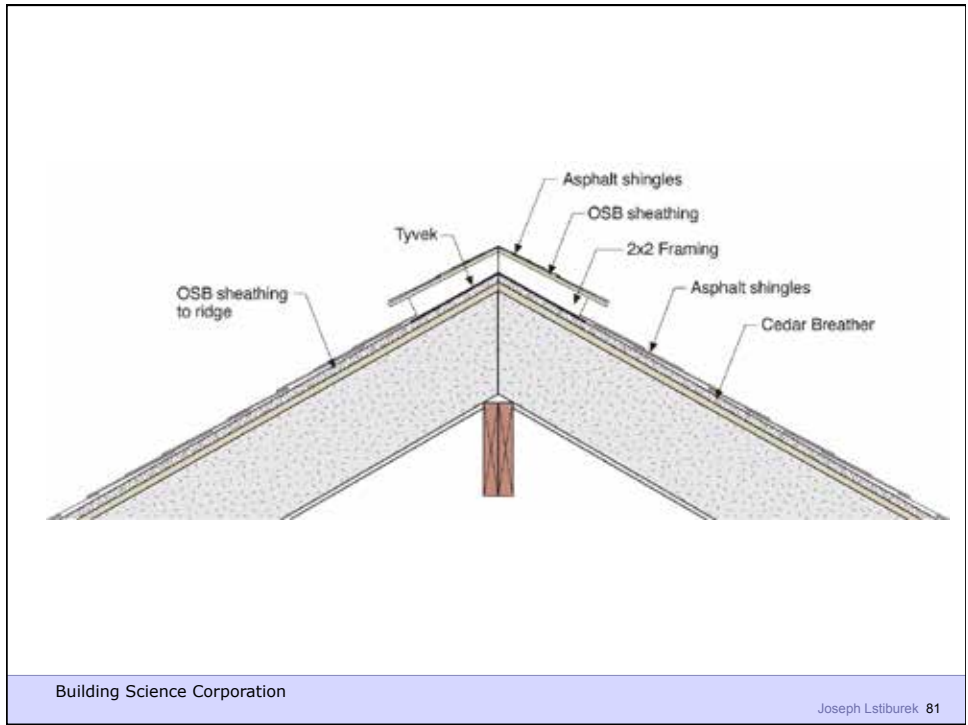 Asphalt shingles
OSB sheathing
Tyvek
2x2 Framing
OSB sheathing
to ridge
Asphalt shingles
Cedar Breather
Building Science Corporation
Joseph Lstiburek 81